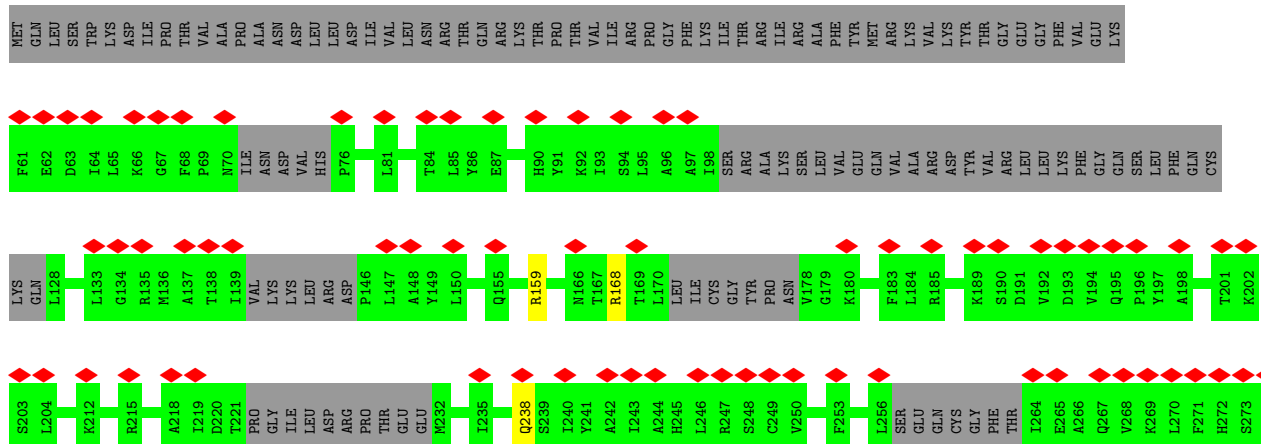 MET GLN LEU SER TRP LYS ASP ILE PRO THR VAL ALA PRO ALA ASN ASP LEU LEU ASP ILE VAL LEU ASN ARG THR GLN ARG LYS THR PRO THR VAL ILE ARG PRO GLY PHE LYS ILE THR ARG ILE ARG ALA PHE TYR MET ARG LYS VAL LYS TYR THR GLY GLU GLY PHE VAL GLU LYS
F61 E62 D63 I64 L65 K66 G67 F68 P69 N70 ILE ASN ASP VAL HIS P76 L81 T84 L85 Y86 E87 H90 Y91 K92 I93 S94 L95 A96 A97 I98 SER ARG ALA LYS SER LEU VAL GLU GLN VAL ALA ARG ASP TYR VAL ARG LEU LEU LYS PHE GLY GLN SER LEU PHE GLN CYS
LYS GLN L128 L133 G134 R135 M136 A137 T138 I139 VAL LYS LYS LEU ARG ASP P146 L147 A148 Y149 L150 Q155 R159 N166 T167 R168 T169 L170 LEU ILE CYS GLY TYR PRO ASN V178 G179 K180 F183 L184 R185 K189 S190 D191 V192 D193 V194 Q195 P196 Y197 A198 T201 K202
S203 L204 K212 R215 A218 I219 D220 T221 PRO GLY ILE LEU ASP ARG PRO THR GLU GLU M232 I235 Q238 S239 I240 Y241 A242 I243 A244 H245 L246 R247 S248 C249 V250 F253 L256 SER GLU GLN CYS GLY PHE THR I264 E265 A266 Q267 V268 K269 L270 F271 H272 S273